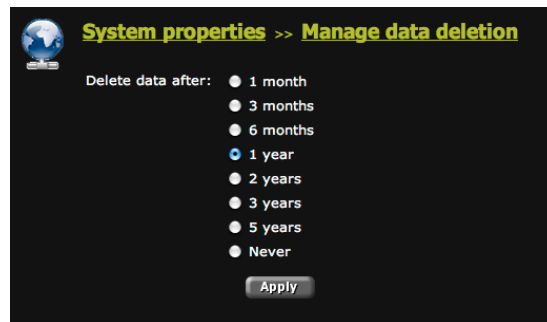 System properties >> Manage data deletion
Delete data after: 1 month
3 months
6 months
1 year
2 years
3 years
5 years
Never
Apply